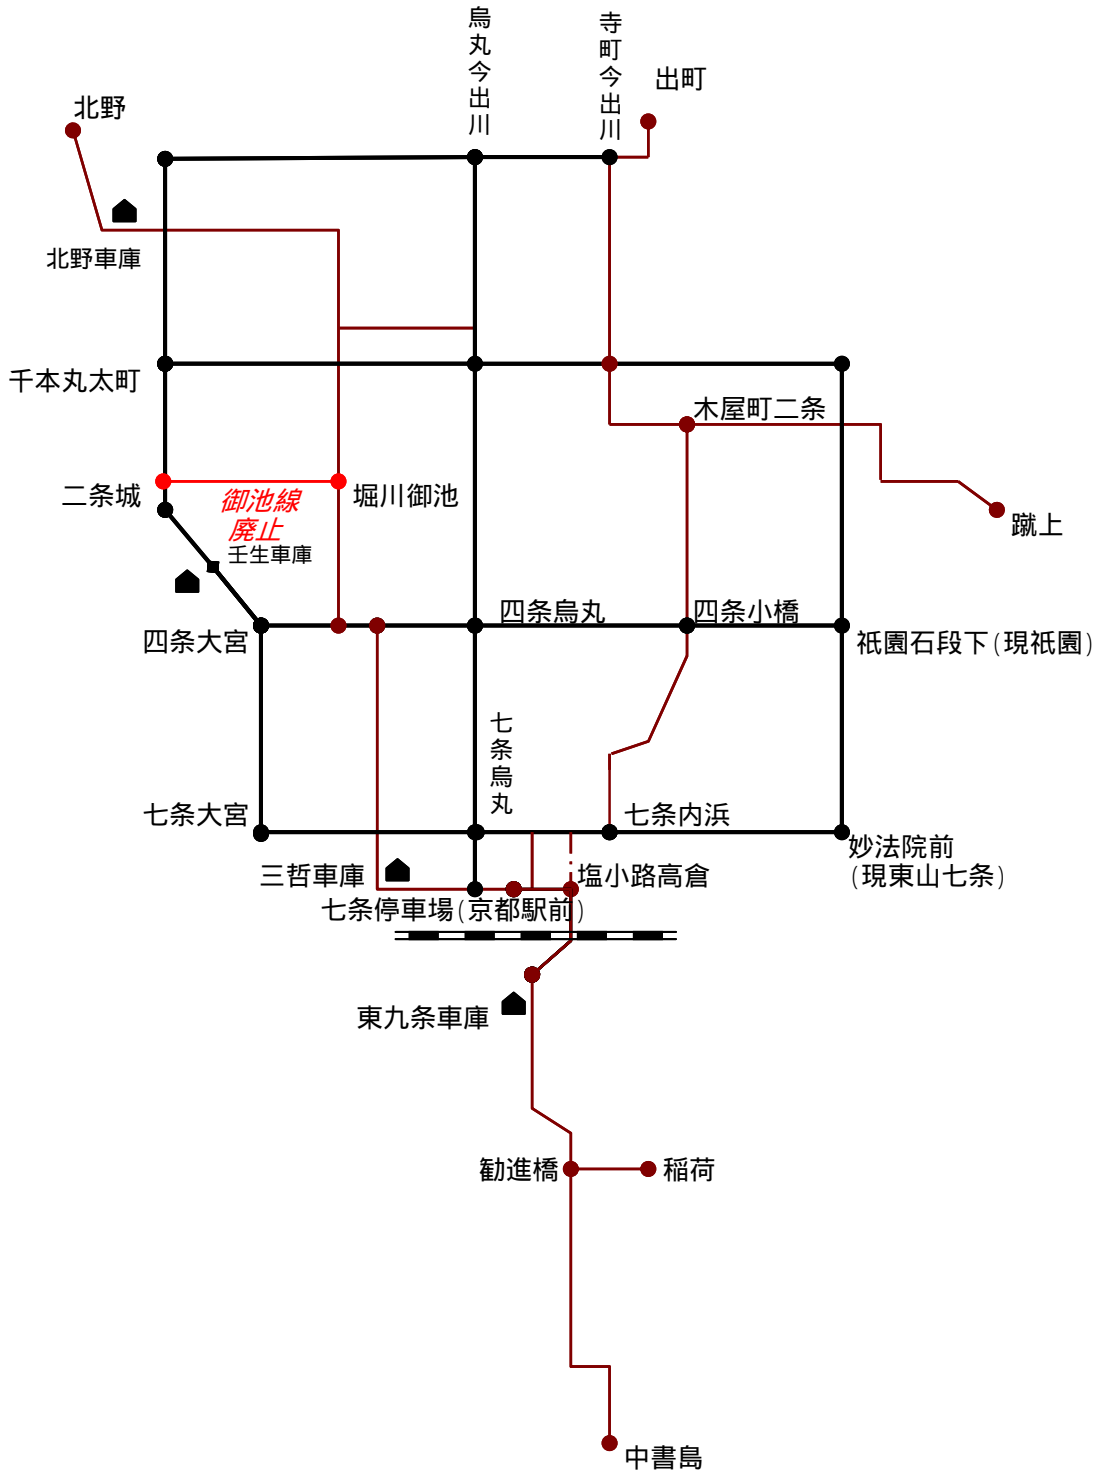 烏丸今出川
寺町今出川
出町
北野
北野車庫
千本丸太町
木屋町二条
二条城
御池線
廃止
堀川御池
蹴上
壬生車庫
四条大宮
四条烏丸
四条小橋
祇園石段下(現祇園)
七条烏丸
七条大宮
七条内浜
妙法院前
(現東山七条)
三哲車庫
塩小路高倉
七条停車場(京都駅前)
東九条車庫
勧進橋
稲荷
中書島